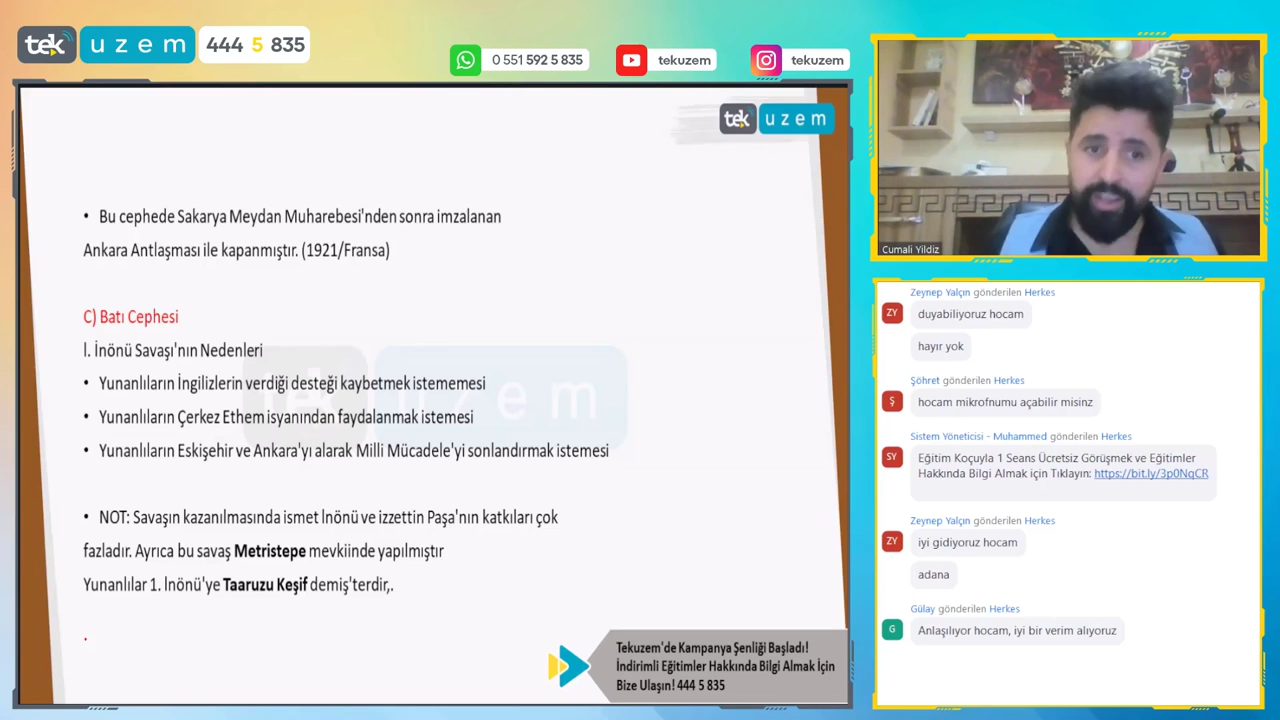 tek uzem 444 5 835
0 551 592 5 835
tekuzem
tekuzem
tek uzem
• Bu cephede Sakarya Meydan Muharebesi'nden sonra imzalanan
Ankara Antlaşması ile kapanmıştır. (1921/Fransa)
C) Batı Cephesi
l. İnönü Savaşı'nın Nedenleri
• Yunanlıların İngilizlerin verdiği desteği kaybetmek istememesi
• Yunanlıların Çerkez Ethem isyanından faydalanmak istemesi
• Yunanlıların Eskişehir ve Ankara'yı alarak Milli Mücadele'yi sonlandırmak istemesi
• NOT: Savaşın kazanılmasında ismet lnönü ve izzettin Paşa'nın katkıları çok
fazladır. Ayrıca bu savaş Metristepe mevkiinde yapılmıştır
Yunanlılar 1. lnönü'ye Taaruzu Keşif demiş'terdir,.
.
tek uzem
Tekuzem'de Kampanya Şenliği Başladı!
İndirimli Eğitimler Hakkında Bilgi Almak İçin
Bize Ulaşın! 444 5 835
Cumali Yildiz
Zeynep Yalçın gönderilen Herkes
ZY
duyabiliyoruz hocam
hayır yok
Şöhret gönderilen Herkes
Ş
hocam mikrofnumu açabilir misinz
Sistem Yöneticisi - Muhammed gönderilen Herkes
SY
Eğitim Koçuyla 1 Seans Ücretsiz Görüşmek ve Eğitimler
Hakkında Bilgi Almak için Tıklayın: https://bit.ly/3p0NqCR
Zeynep Yalçın gönderilen Herkes
ZY
iyi gidiyoruz hocam
adana
Gülay gönderilen Herkes
G
Anlaşılıyor hocam, iyi bir verim alıyoruz